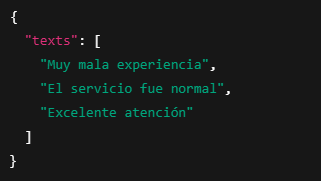 {
"texts": [
"Muy mala experiencia",
"El servicio fue normal",
"Excelente atención"
]
}